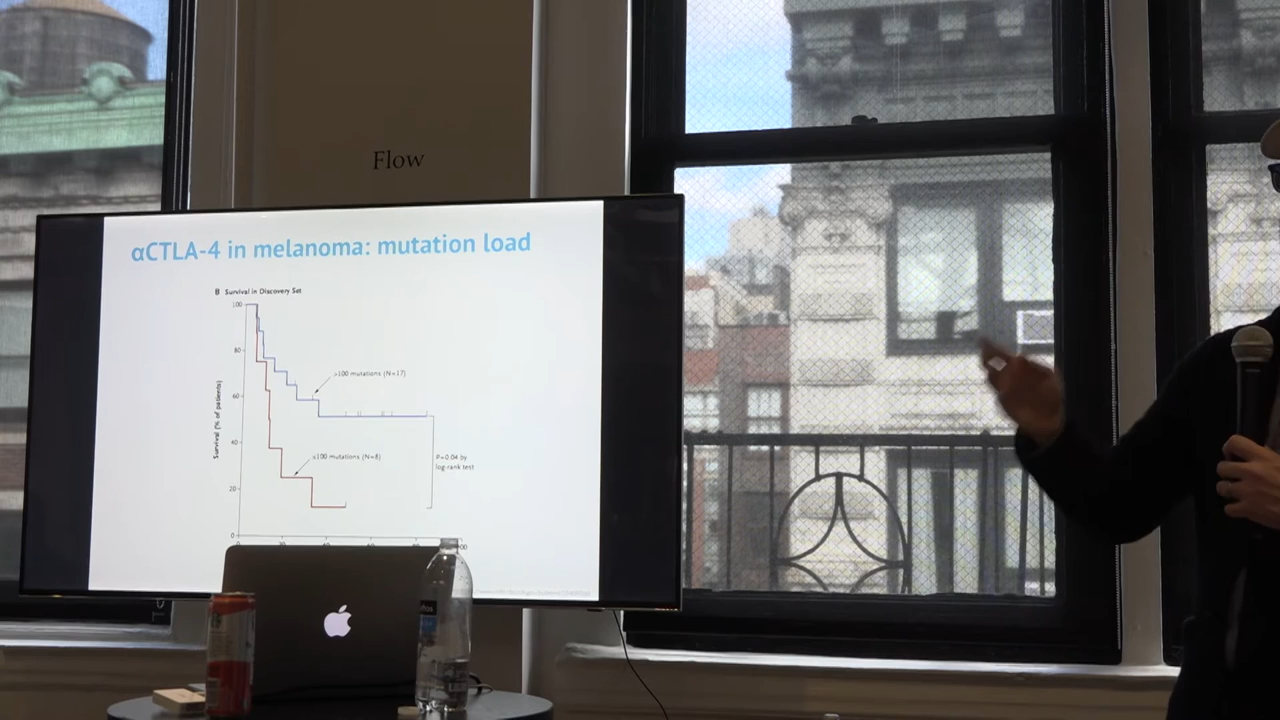 Flow
αCTLA-4 in melanoma: mutation load
B Survival in Discovery Set
100
80
60
40
20
0
Survival (% of patients)
>100 mutations (N=17)
≤100 mutations (N=8)
P=0.04 by
log-rank test